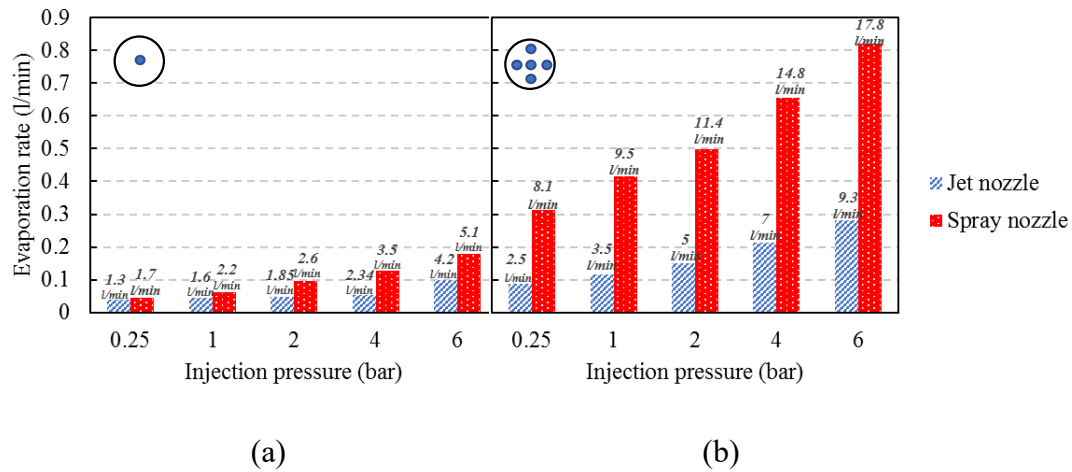 Evaporation rate (l/min)
0.9
0.8
0.7
0.6
0.5
0.4
0.3
0.2
0.1
0
1.3
l/min
1.7
l/min
1.6
l/min
2.2
l/min
1.85
l/min
2.6
l/min
2.34
l/min
3.5
l/min
4.2
l/min
5.1
l/min
0.25 1 2 4 6
Injection pressure (bar)
(a)
2.5
l/min
8.1
l/min
3.5
l/min
9.5
l/min
5
l/min
11.4
l/min
7
l/min
14.8
l/min
9.3
l/min
17.8
l/min
0.25 1 2 4 6
Injection pressure (bar)
(b)
Jet nozzle
Spray nozzle